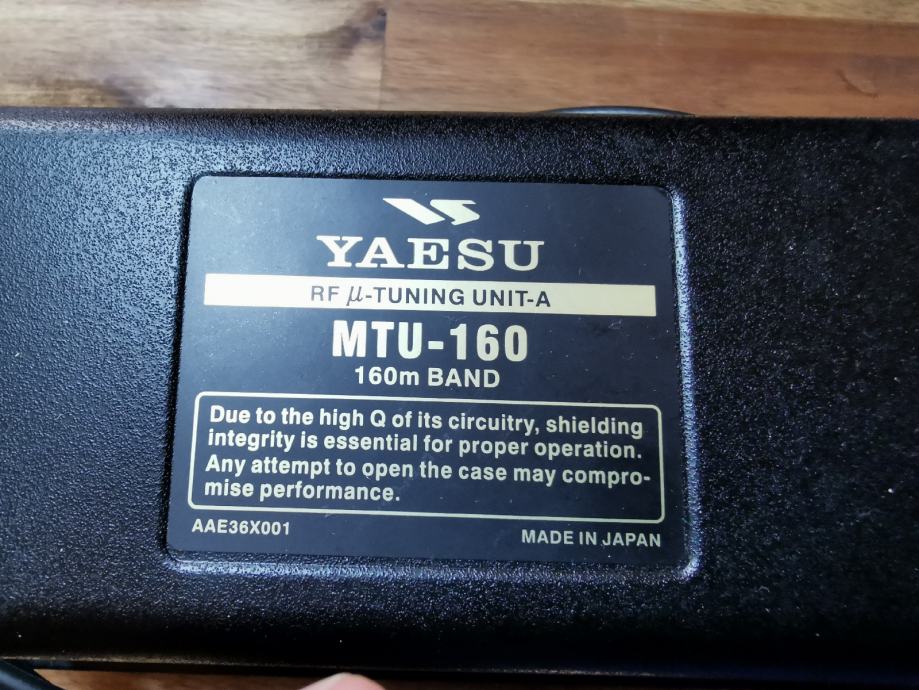 YAESU
RF μ-TUNING UNIT-A
MTU-160
160m BAND
Due to the high Q of its circuitry, shielding
integrity is essential for proper operation.
Any attempt to open the case may compro-
mise performance.
AAE36X001
MADE IN JAPAN